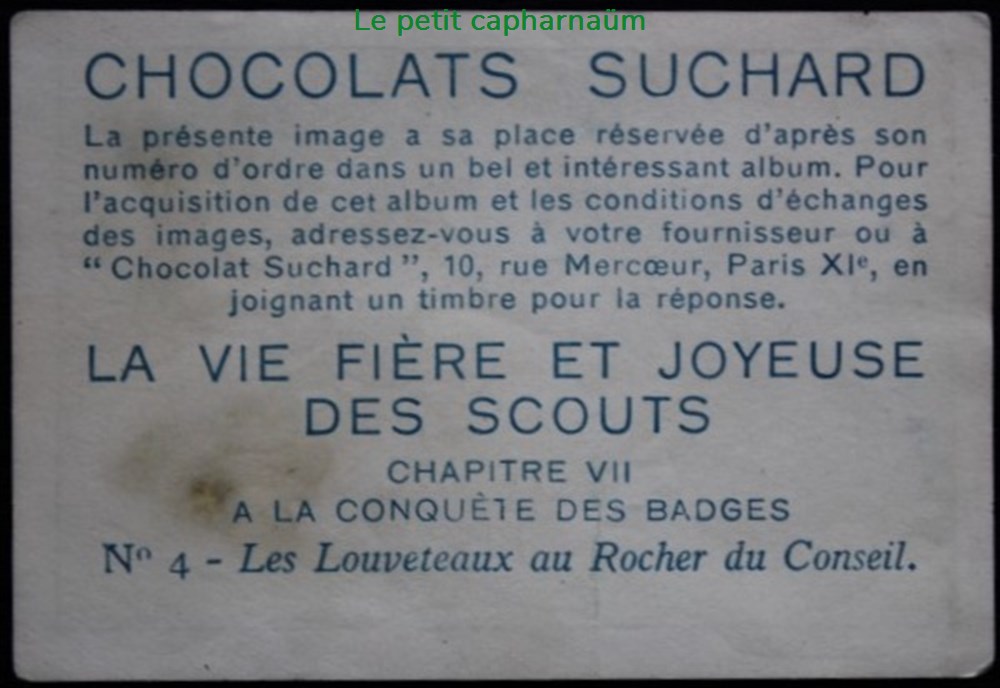 Le petit capharnaüm
CHOCOLATS SUCHARD
La présente image a sa place réservée d'après son
numéro d'ordre dans un bel et intéressant album. Pour
l'acquisition de cet album et les conditions d'échanges
des images, adressez-vous à votre fournisseur ou à
“ Chocolat Suchard ”, 10, rue Mercœur, Paris XIe, en
joignant un timbre pour la réponse.
LA VIE FIÈRE ET JOYEUSE
DES SCOUTS
CHAPITRE VII
A LA CONQUÈTE DES BADGES
No 4 - Les Louveteaux au Rocher du Conseil.